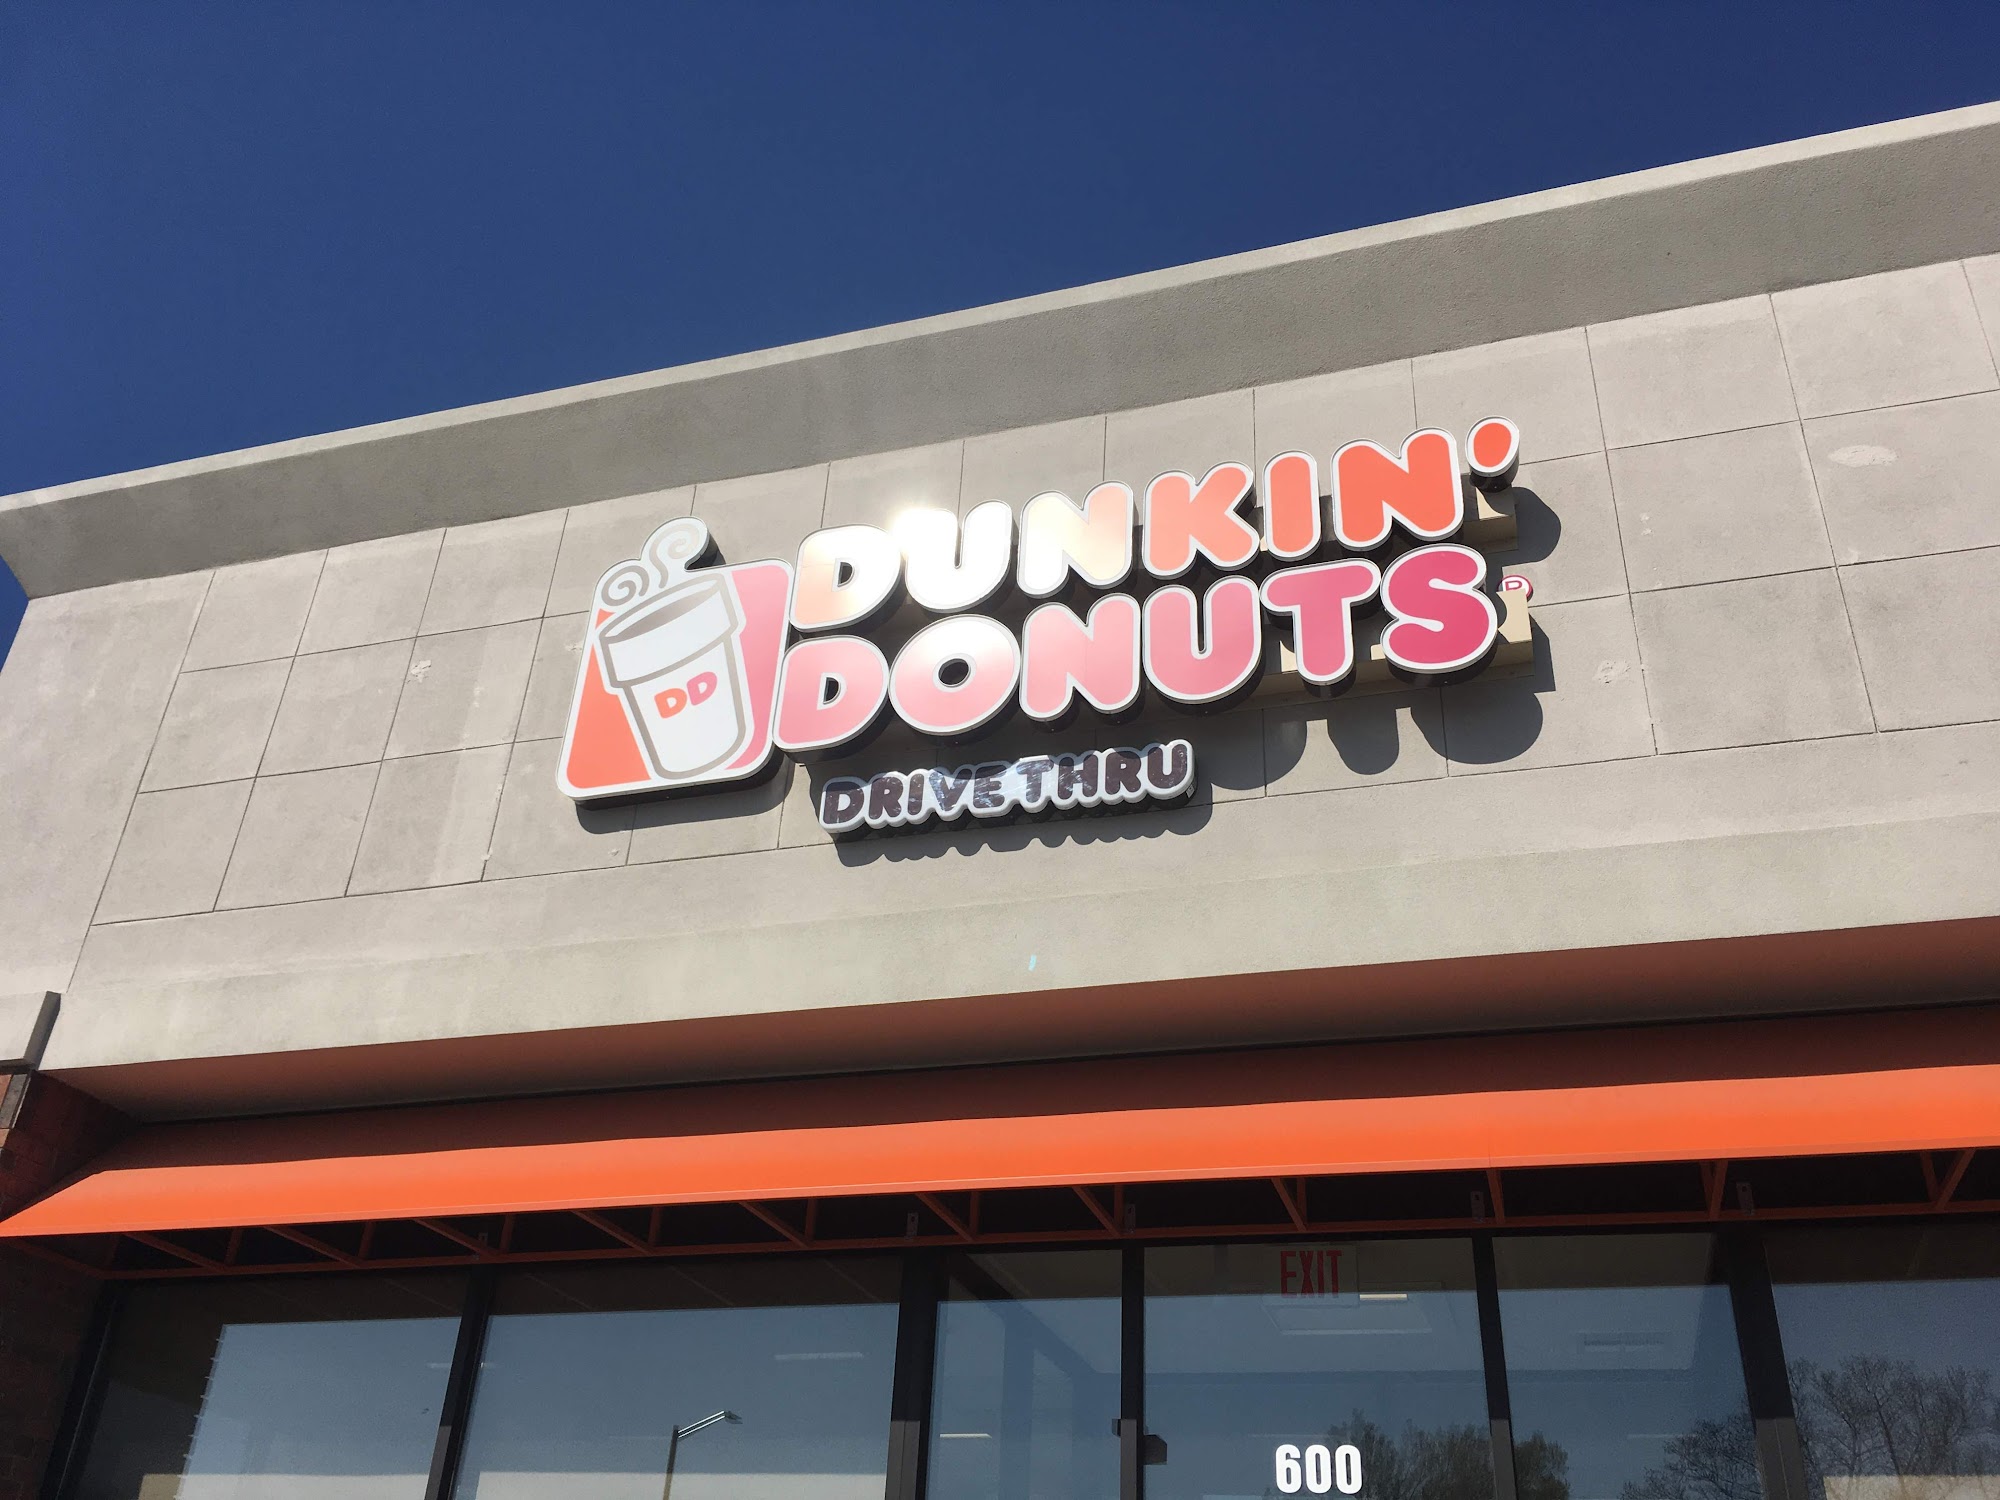 DUNKIN'
DD
DONUTS®
DRIVE THRU
EXIT
600